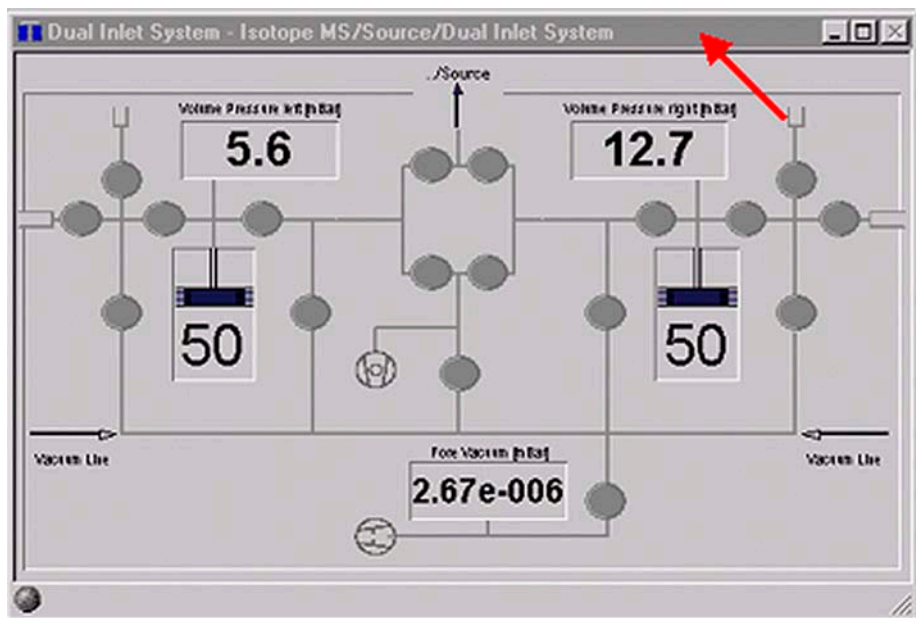 Dual Inlet System - Isotope MS/Source/Dual Inlet System
../Source
Volume Pressure left [mBar]
Volume Pressure right [mBar]
5.6
12.7
50
50
Vacuum Line
Fore Vacuum [mBar]
Vacuum Line
2.67e-006